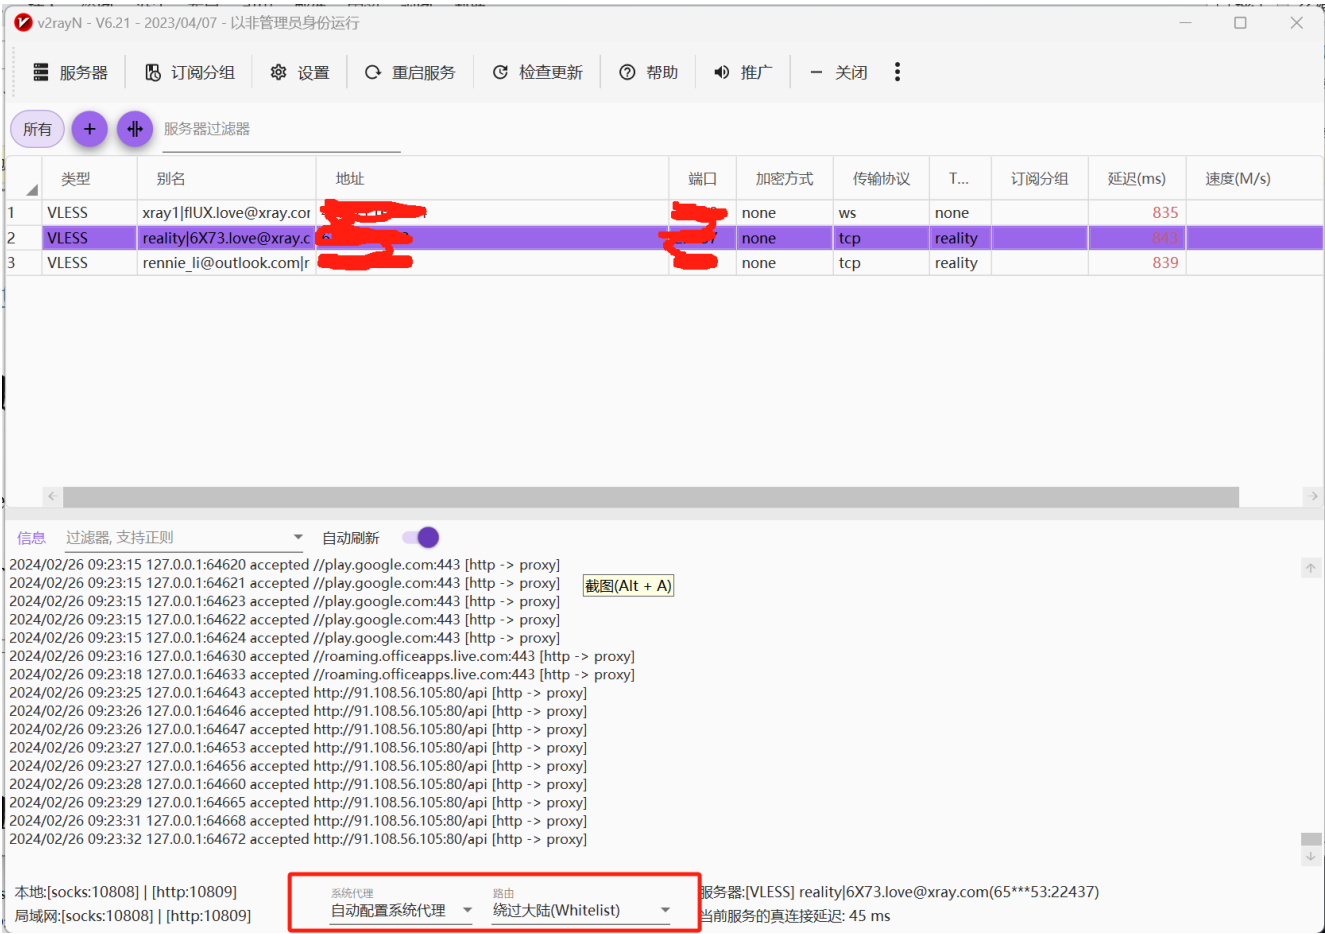 v2rayN - V6.21 - 2023/04/07 - 以非管理员身份运行
服务器 订阅分组 设置 重启服务 检查更新 帮助 推广 关闭
所有 服务器过滤器
类型 别名 地址 端口 加密方式 传输协议 T... 订阅分组 延迟(ms) 速度(M/s)
1 VLESS xray1|flUX.love@xray.cor none ws none 835
2 VLESS reality|6X73.love@xray.c none tcp reality 843
3 VLESS rennie_li@outlook.com|r none tcp reality 839
信息 过滤器, 支持正则 自动刷新
2024/02/26 09:23:15 127.0.0.1:64620 accepted //play.google.com:443 [http -> proxy]
2024/02/26 09:23:15 127.0.0.1:64621 accepted //play.google.com:443 [http -> proxy]
截图(Alt + A)
2024/02/26 09:23:15 127.0.0.1:64623 accepted //play.google.com:443 [http -> proxy]
2024/02/26 09:23:15 127.0.0.1:64622 accepted //play.google.com:443 [http -> proxy]
2024/02/26 09:23:15 127.0.0.1:64624 accepted //play.google.com:443 [http -> proxy]
2024/02/26 09:23:16 127.0.0.1:64630 accepted //roaming.officeapps.live.com:443 [http -> proxy]
2024/02/26 09:23:18 127.0.0.1:64633 accepted //roaming.officeapps.live.com:443 [http -> proxy]
2024/02/26 09:23:25 127.0.0.1:64643 accepted http://91.108.56.105:80/api [http -> proxy]
2024/02/26 09:23:26 127.0.0.1:64646 accepted http://91.108.56.105:80/api [http -> proxy]
2024/02/26 09:23:26 127.0.0.1:64647 accepted http://91.108.56.105:80/api [http -> proxy]
2024/02/26 09:23:27 127.0.0.1:64653 accepted http://91.108.56.105:80/api [http -> proxy]
2024/02/26 09:23:27 127.0.0.1:64656 accepted http://91.108.56.105:80/api [http -> proxy]
2024/02/26 09:23:28 127.0.0.1:64660 accepted http://91.108.56.105:80/api [http -> proxy]
2024/02/26 09:23:29 127.0.0.1:64665 accepted http://91.108.56.105:80/api [http -> proxy]
2024/02/26 09:23:31 127.0.0.1:64668 accepted http://91.108.56.105:80/api [http -> proxy]
2024/02/26 09:23:32 127.0.0.1:64672 accepted http://91.108.56.105:80/api [http -> proxy]
本地:[socks:10808] | [http:10809]
局域网:[socks:10808] | [http:10809]
系统代理 路由
自动配置系统代理 绕过大陆(Whitelist)
服务器:[VLESS] reality|6X73.love@xray.com(65***53:22437)
当前服务的真连接延迟: 45 ms